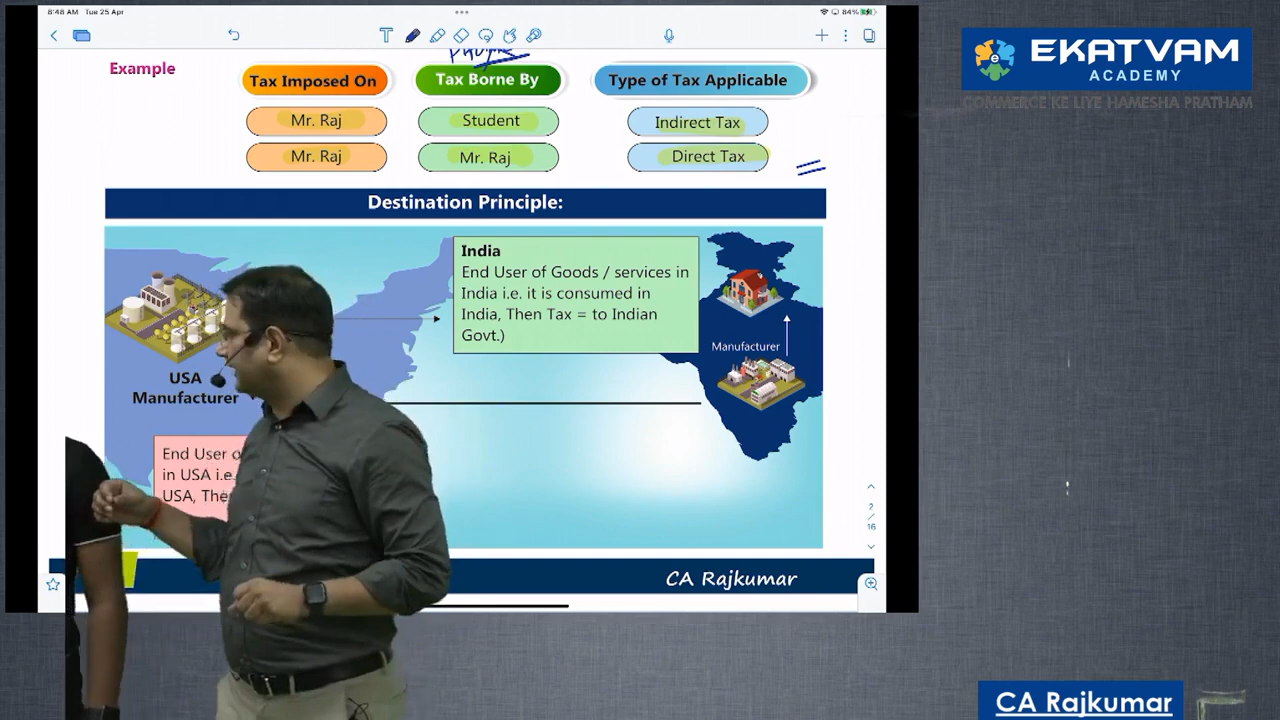 8:48 AM Tue 25 Apr
84%
EKATVAM
ACADEMY
COMMERCE KE LIYE HAMESHA PRATHAM
Example
Tax Imposed On
Tax Borne By
Type of Tax Applicable
Mr. Raj
Student
Indirect Tax
Mr. Raj
Mr. Raj
Direct Tax
Destination Principle:
India
End User of Goods / services in
India i.e. it is consumed in
India, Then Tax = to Indian
Govt.)
Manufacturer
USA
Manufacturer
End User
in USA i.e.
USA,
2
/
16
CA Rajkumar
CA Rajkumar